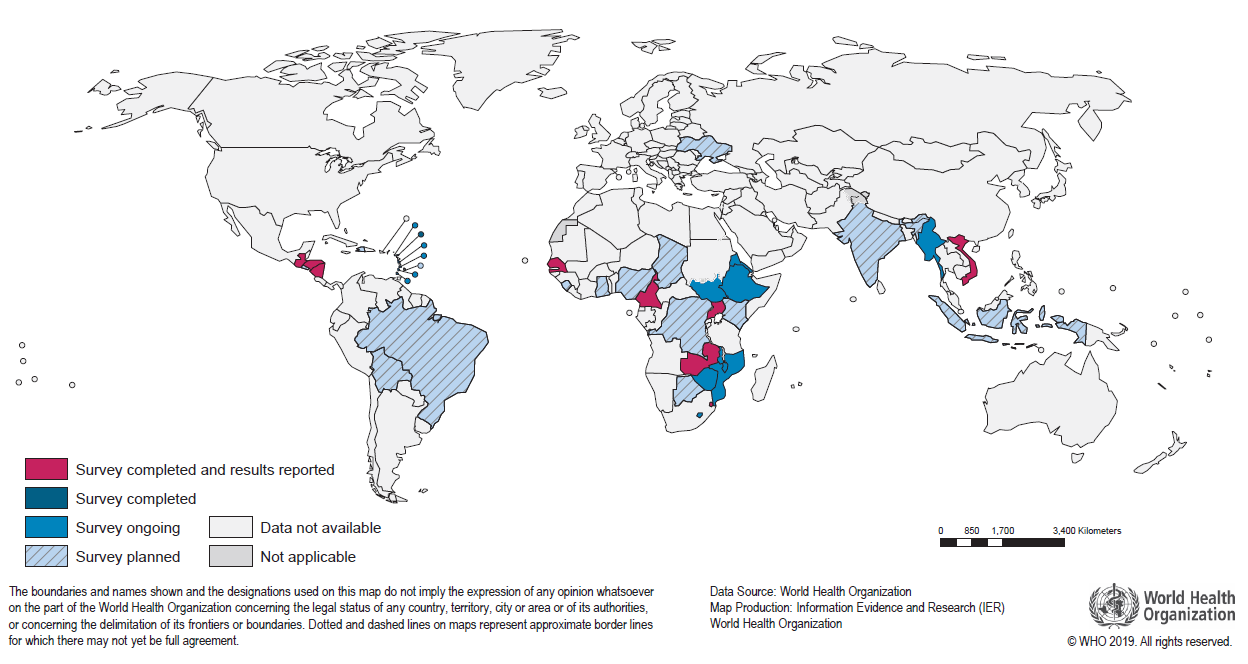 Survey completed and results reported
Survey completed
Survey ongoing
Data not available
Survey planned
Not applicable
0 850 1,700 3,400 Kilometers
The boundaries and names shown and the designations used on this map do not imply the expression of any opinion whatsoever
on the part of the World Health Organization concerning the legal status of any country, territory, city or area or of its authorities,
or concerning the delimitation of its frontiers or boundaries. Dotted and dashed lines on maps represent approximate border lines
for which there may not yet be full agreement.
Data Source: World Health Organization
Map Production: Information Evidence and Research (IER)
World Health Organization
World Health
Organization
© WHO 2019. All rights reserved.